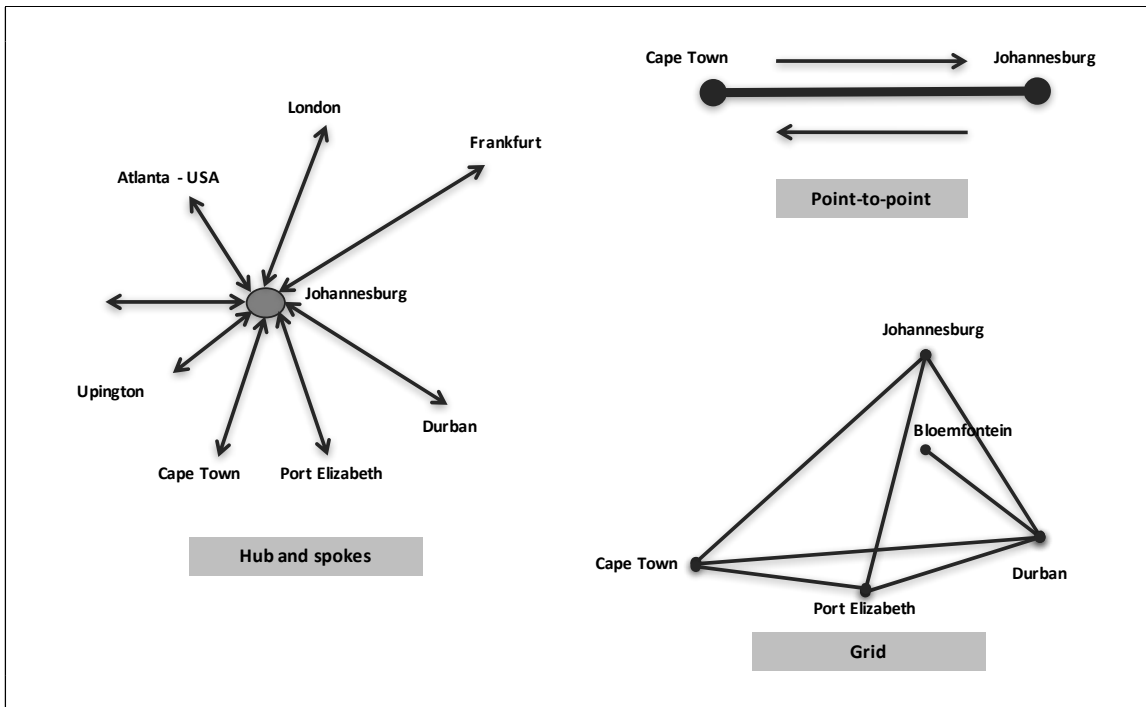 London
Frankfurt
Atlanta - USA
Johannesburg
Upington
Durban
Cape Town
Port Elizabeth
Hub and spokes
Cape Town
Johannesburg
Point-to-point
Johannesburg
Bloemfontein
Cape Town
Durban
Port Elizabeth
Grid